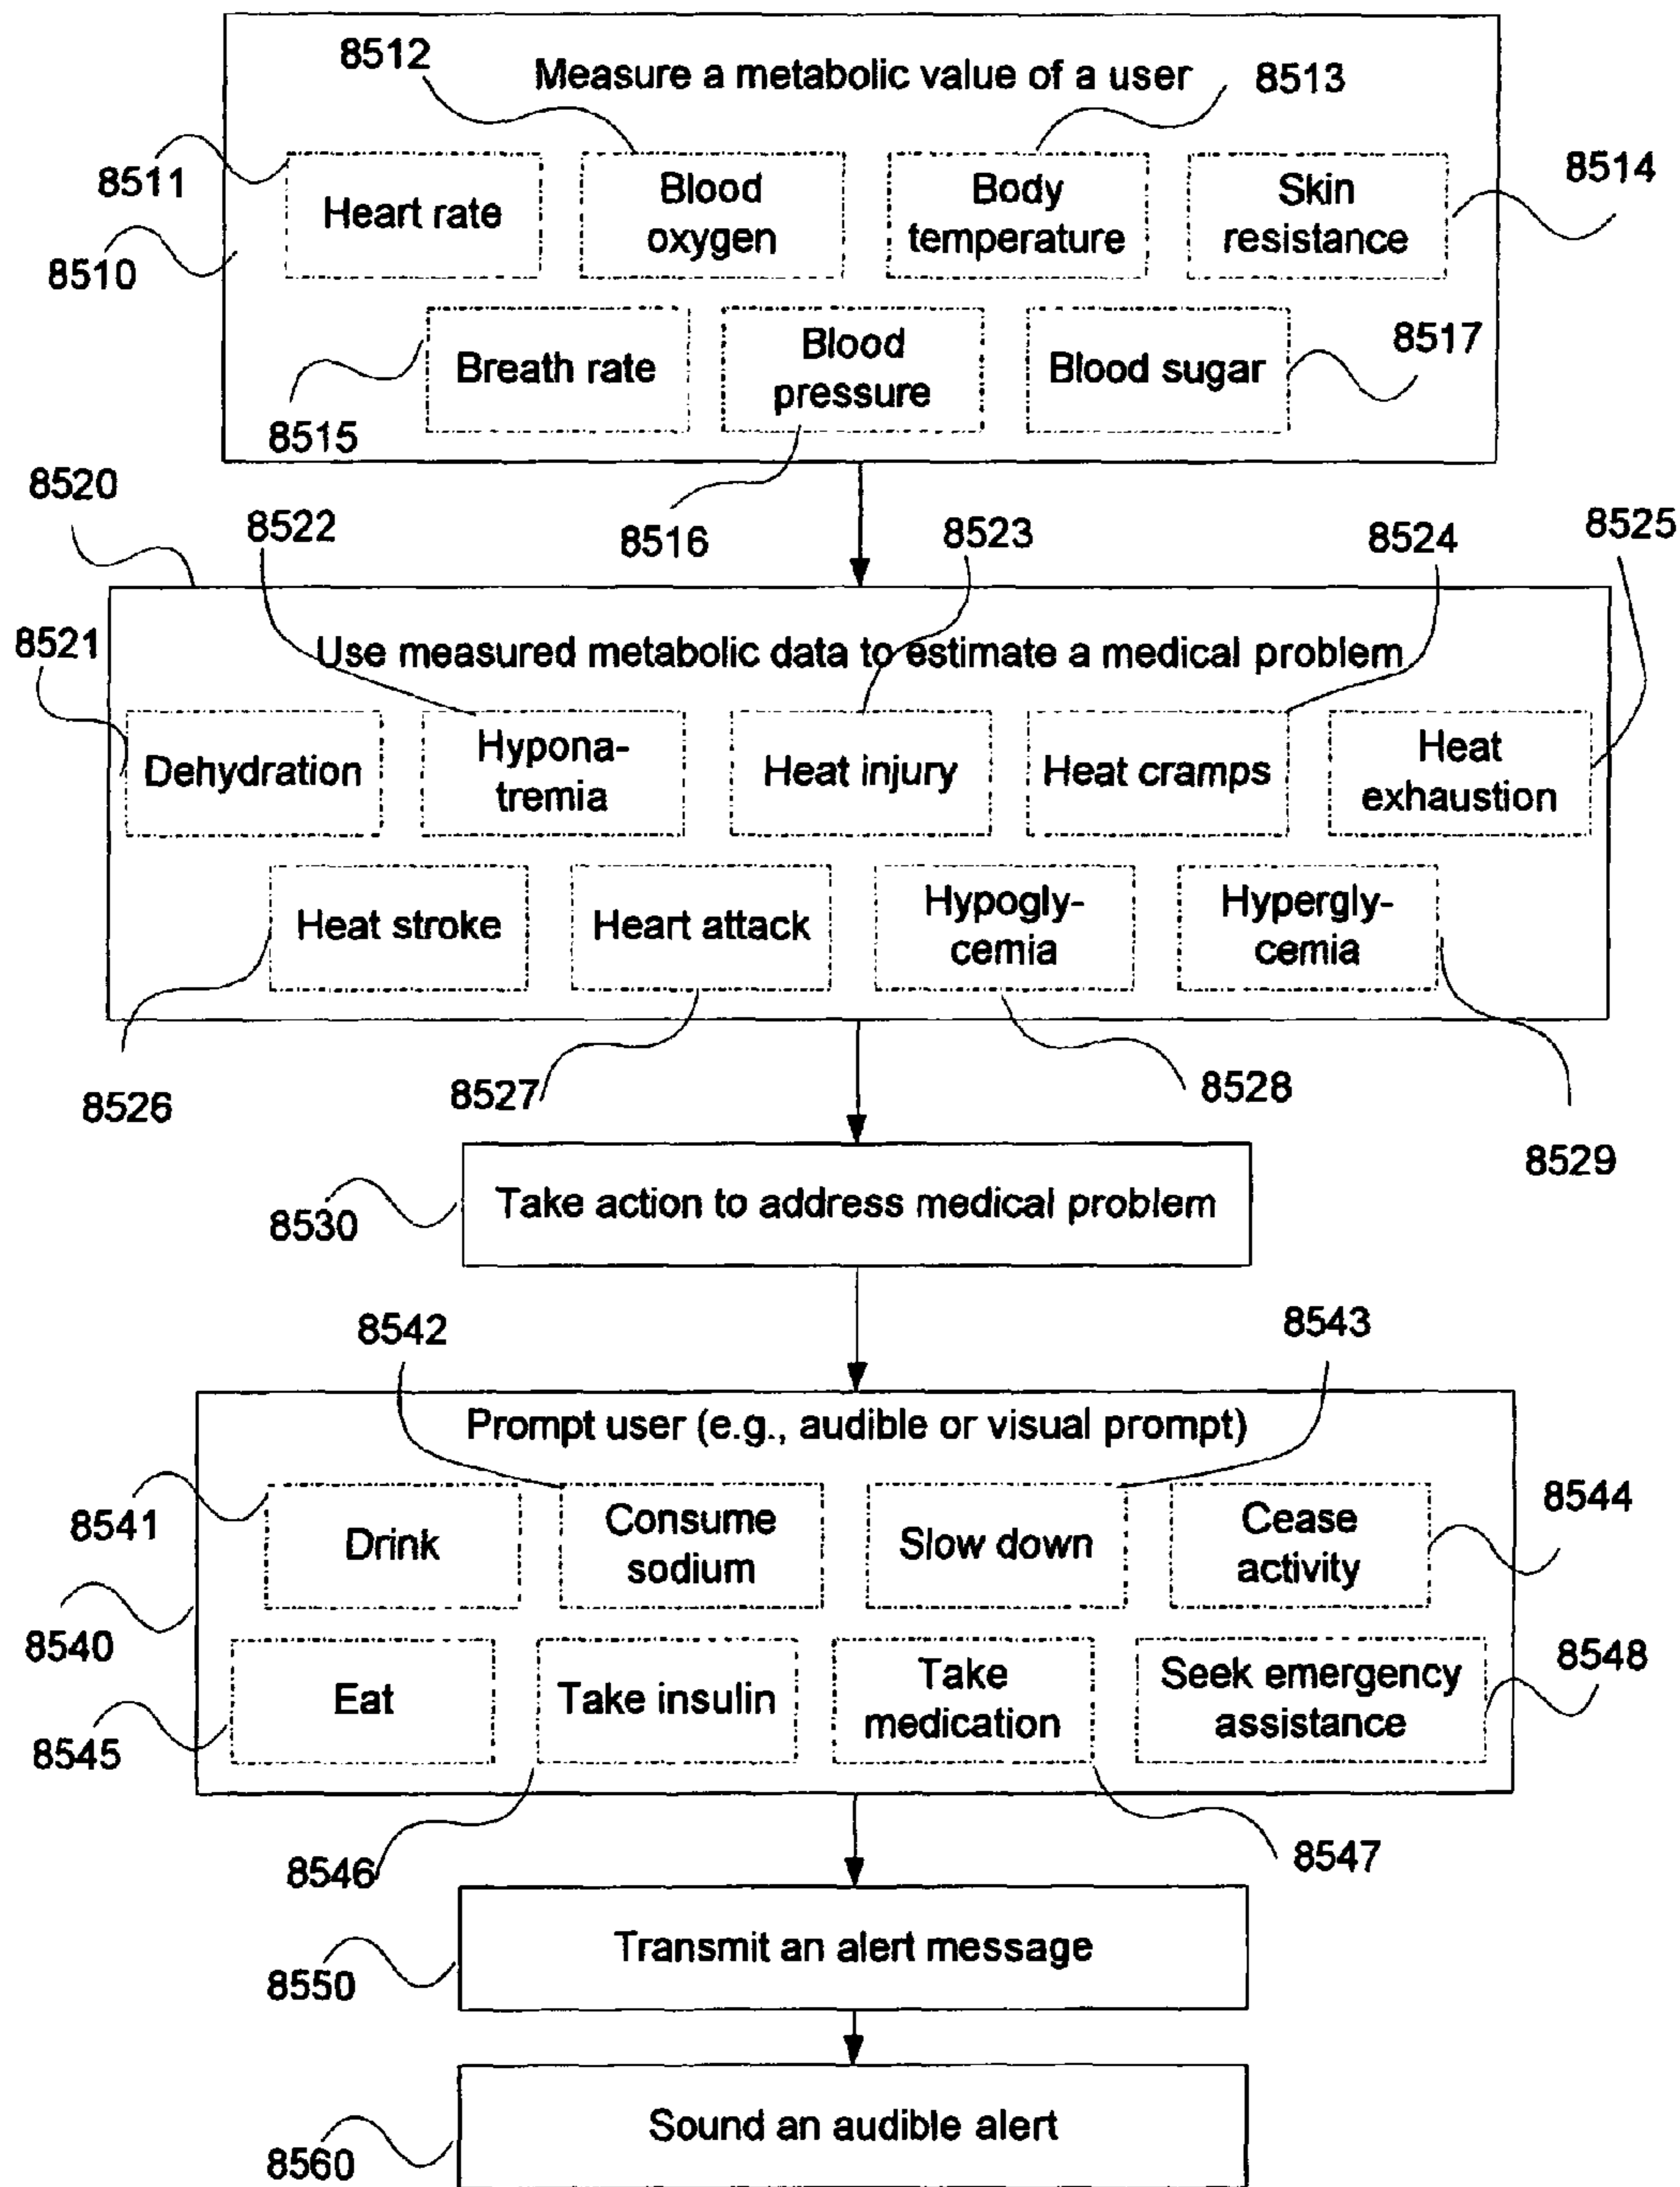 8512
Measure a metabolic value of a user
8513
8511
Heart rate
Blood
oxygen
Body
temperature
Skin
resistance
8514
8510
Breath rate
Blood
pressure
Blood sugar
8517
8515
8516
8520
8522
8523
8524
8525
8521
Use measured metabolic data to estimate a medical problem
Dehydration
Hypona-
tremia
Heat injury
Heat cramps
Heat
exhaustion
Heat stroke
Heart attack
Hypogly-
cemia
Hypergly-
cemia
8526
8527
8528
8529
8530
Take action to address medical problem
8542
8543
Prompt user (e.g., audible or visual prompt)
8541
Drink
Consume
sodium
Slow down
Cease
activity
8544
8540
Eat
Take insulin
Take
medication
Seek emergency
assistance
8548
8545
8546
8547
Transmit an alert message
8550
Sound an audible alert
8560